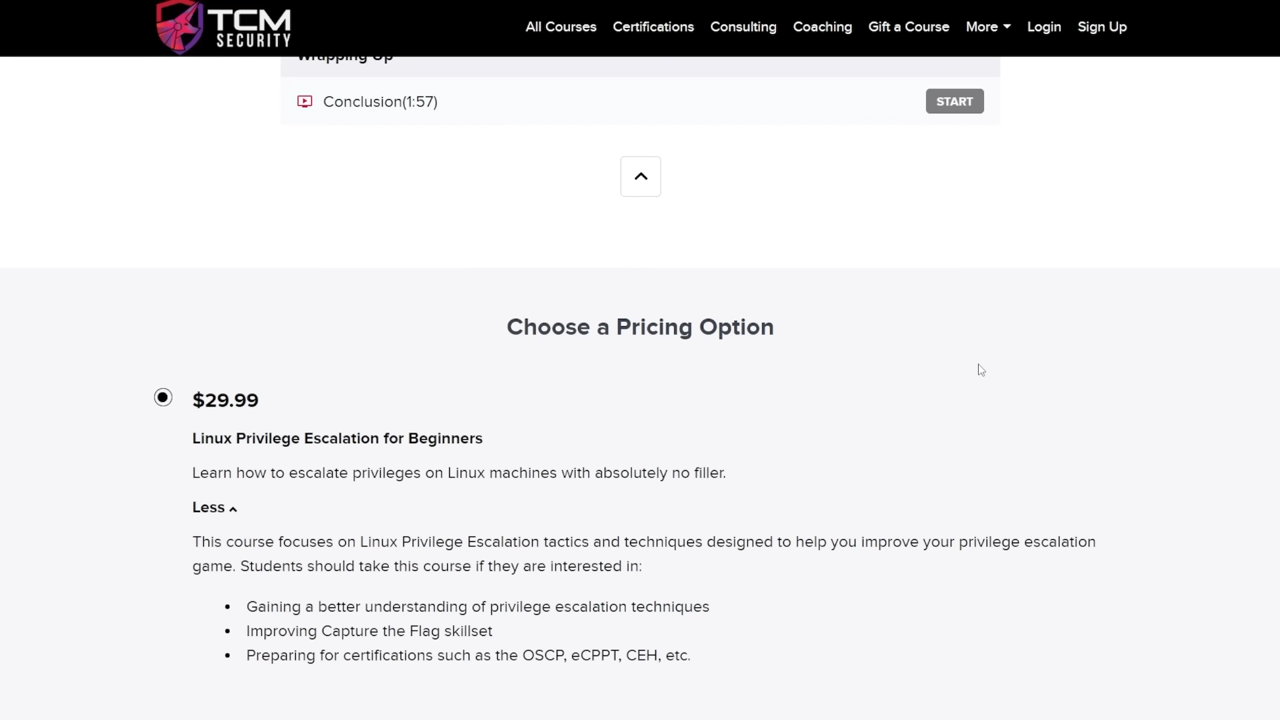 TCM
SECURITY
All Courses Certifications Consulting Coaching Gift a Course More Login Sign Up
Wrapping Up
Conclusion(1:57)
START
Choose a Pricing Option
$29.99
Linux Privilege Escalation for Beginners
Learn how to escalate privileges on Linux machines with absolutely no filler.
Less
This course focuses on Linux Privilege Escalation tactics and techniques designed to help you improve your privilege escalation
game. Students should take this course if they are interested in:
• Gaining a better understanding of privilege escalation techniques
• Improving Capture the Flag skillset
• Preparing for certifications such as the OSCP, eCPPT, CEH, etc.